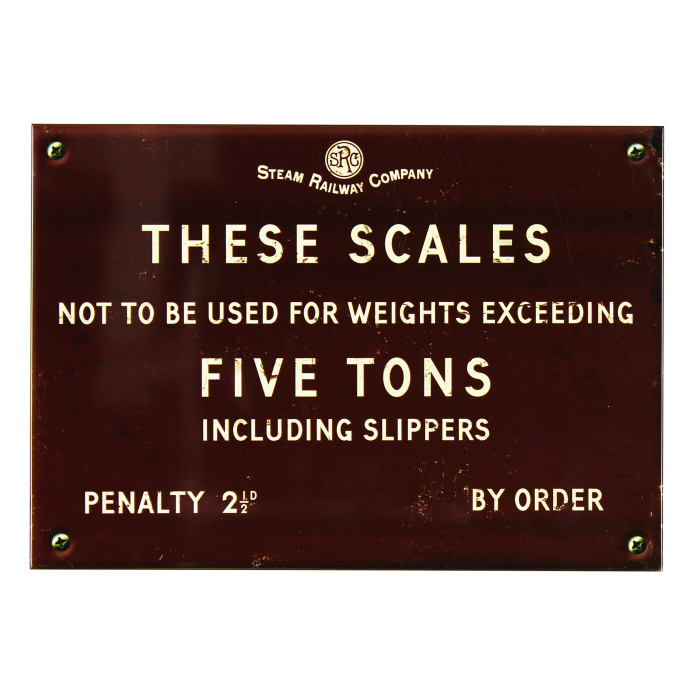 SRC
STEAM RAILWAY COMPANY
THESE SCALES
NOT TO BE USED FOR WEIGHTS EXCEEDING
FIVE TONS
INCLUDING SLIPPERS
PENALTY 2½D BY ORDER